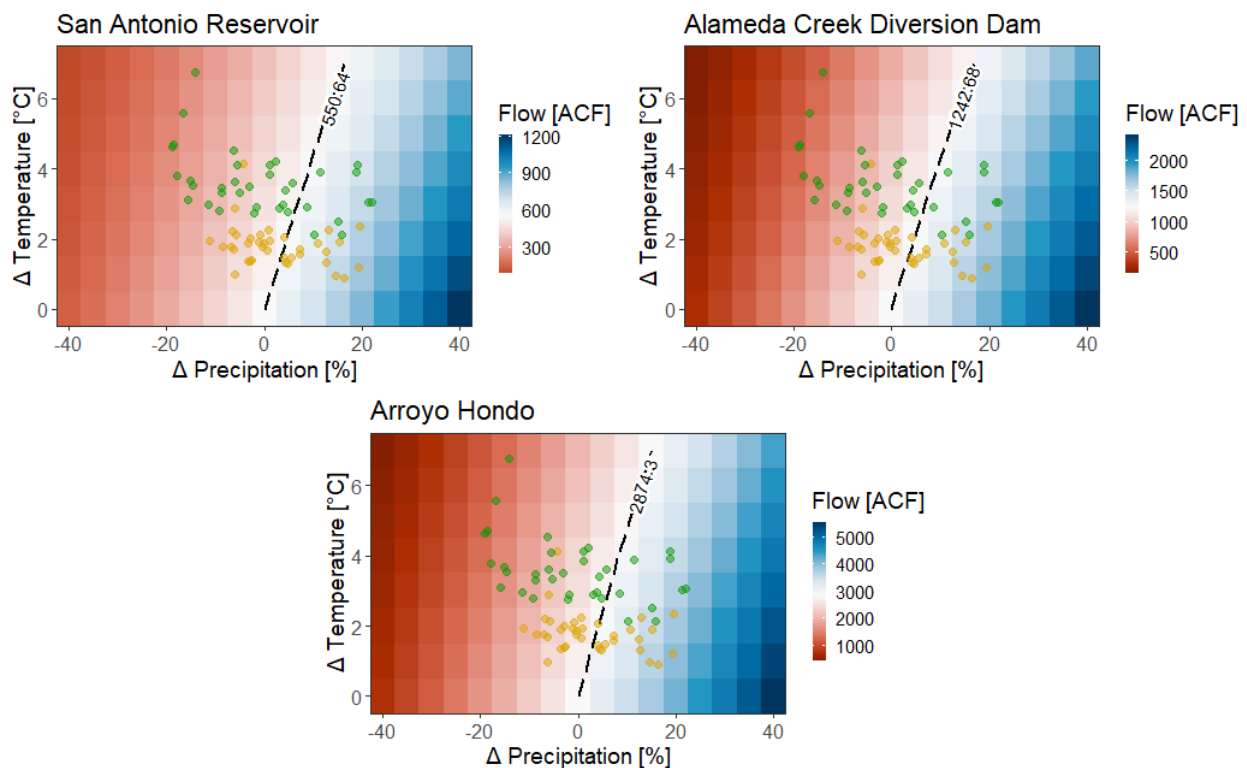 San Antonio Reservoir
Δ Temperature [°C]
6
4
2
0
550.64
-40 -20 0 20 40
Δ Precipitation [%]
Flow [ACF]
1200
900
600
300
Alameda Creek Diversion Dam
Δ Temperature [°C]
6
4
2
0
1242.68
-40 -20 0 20 40
Δ Precipitation [%]
Flow [ACF]
2000
1500
1000
500
Arroyo Hondo
Δ Temperature [°C]
6
4
2
0
2874.3
-40 -20 0 20 40
Δ Precipitation [%]
Flow [ACF]
5000
4000
3000
2000
1000